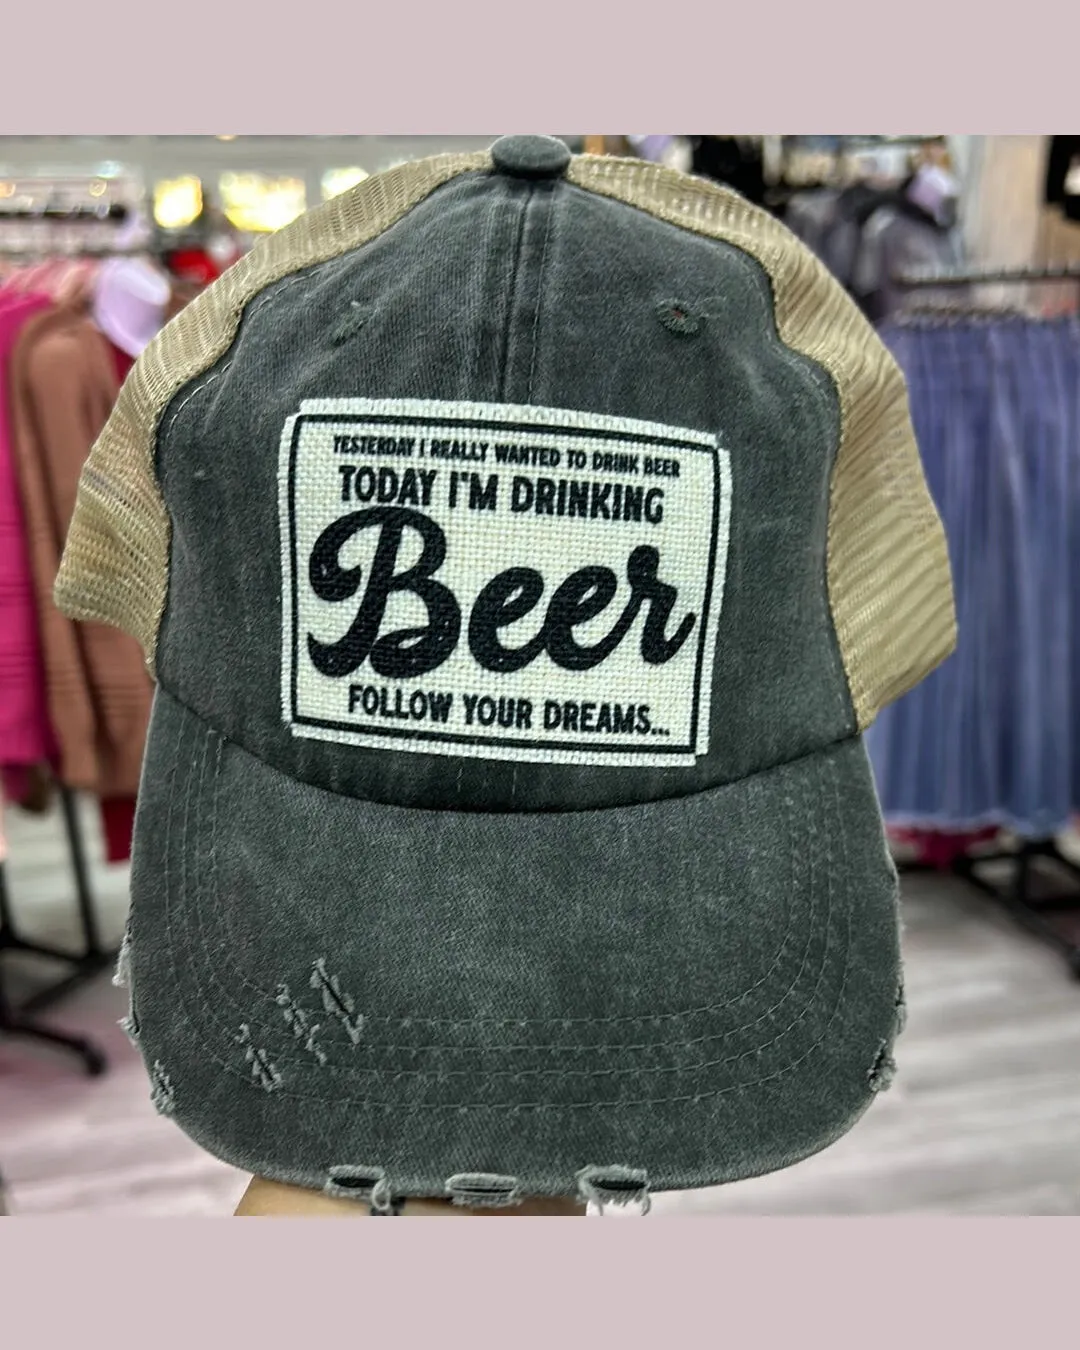 YESTERDAY I REALLY WANTED TO DRINK BEER
TODAY I'M DRINKING
Beer
FOLLOW YOUR DREAMS...